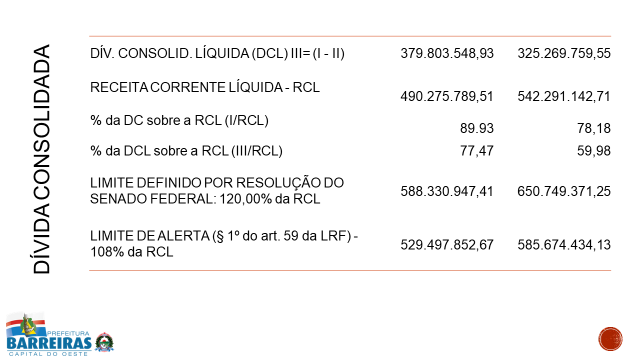 DÍVIDA CONSOLIDADA
DÍV. CONSOLID. LÍQUIDA (DCL) III= (I - II) 379.803.548,93 325.269.759,55
RECEITA CORRENTE LÍQUIDA - RCL 490.275.789,51 542.291.142,71
% da DC sobre a RCL (I/RCL) 89.93 78,18
% da DCL sobre a RCL (III/RCL) 77,47 59,98
LIMITE DEFINIDO POR RESOLUÇÃO DO
SENADO FEDERAL: 120,00% da RCL 588.330.947,41 650.749.371,25
LIMITE DE ALERTA (§ 1º do art. 59 da LRF) -
108% da RCL 529.497.852,67 585.674.434,13
PREFEITURA
BARREIRAS
CAPITAL DO OESTE